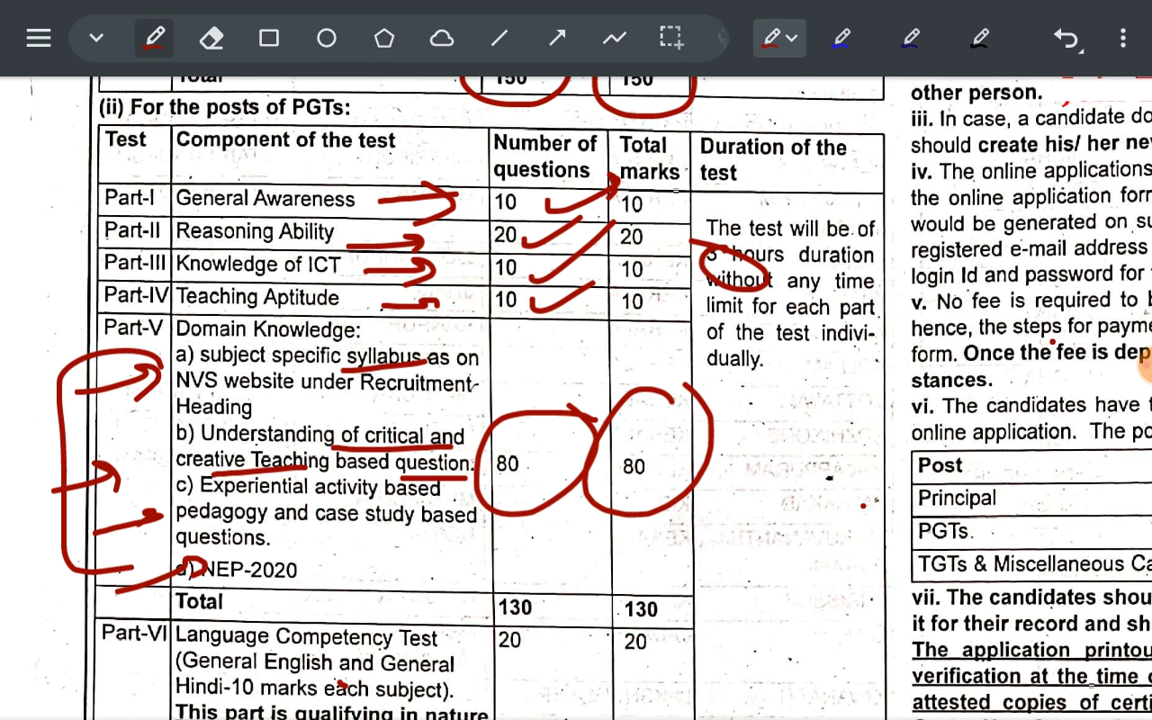 Total 150 150
(ii) For the posts of PGTs:
Test Component of the test Number of questions Total marks Duration of the test
Part-I General Awareness 10 10
Part-II Reasoning Ability 20 20
Part-III Knowledge of ICT 10 10
Part-IV Teaching Aptitude 10 10
The test will be of
3 hours duration
without any time
limit for each part
of the test indivi-
dually.
Part-V Domain Knowledge:
a) subject specific syllabus as on
NVS website under Recruitment-
Heading
b) Understanding of critical and
creative Teaching based question.
80 80
c) Experiential activity based
pedagogy and case study based
questions.
d) NEP-2020
Total 130 130
Part-VI Language Competency Test 20 20
(General English and General
Hindi-10 marks each subject).
This part is qualifying in nature
other person.
iii. In case, a candidate do
should create his/ her ne
iv. The online applications
the online application for
would be generated on su
registered e-mail address
login Id and password for
v. No fee is required to b
hence, the steps for payme
form. Once the fee is dep
stances.
vi. The candidates have t
online application. The po
Post
Principal
PGTs.
TGTs & Miscellaneous Ca
vii. The candidates shou
it for their record and sh
The application printou
verification at the time o
attested copies of certi